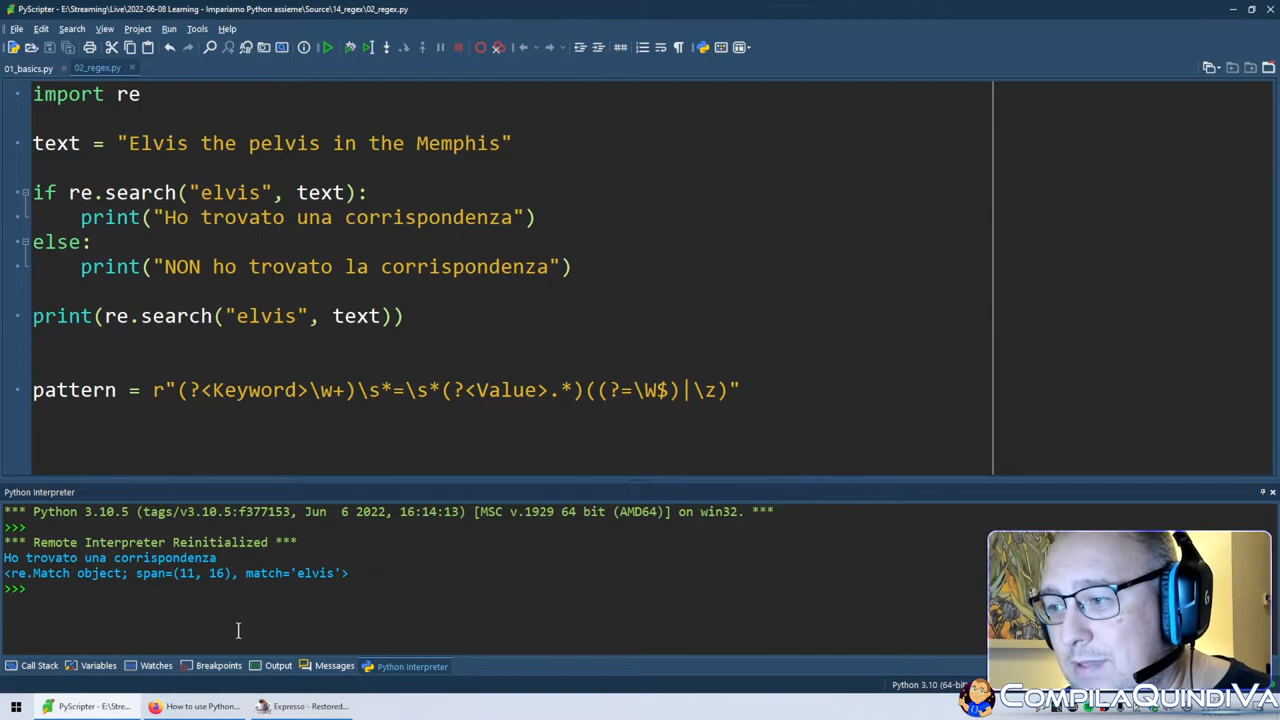 PyScripter - E:\Streaming\Live\2022-06-08 Learning - Impariamo Python assieme\Source\14_regex\02_regex.py
File Edit Search View Project Run Tools Help
01_basics.py × 02_regex.py ×
import re
text = "Elvis the pelvis in the Memphis"
if re.search("elvis", text):
print("Ho trovato una corrispondenza")
else:
print("NON ho trovato la corrispondenza")
print(re.search("elvis", text))
pattern = r"(?<Keyword>\w+)\s*=\s*(?<Value>.*)((?=\W$)|\z)"
Python Interpreter
*** Python 3.10.5 (tags/v3.10.5:f377153, Jun 6 2022, 16:14:13) [MSC v.1929 64 bit (AMD64)] on win32. ***
>>>
*** Remote Interpreter Reinitialized ***
Ho trovato una corrispondenza
<re.Match object; span=(11, 16), match='elvis'>
>>>
Call Stack Variables Watches Breakpoints Output Messages Python Interpreter
Python 3.10 (64-bit)
PyScripter - E:\Stre... How to use Python... Expresso - Restored...
CompilaQuindiVa